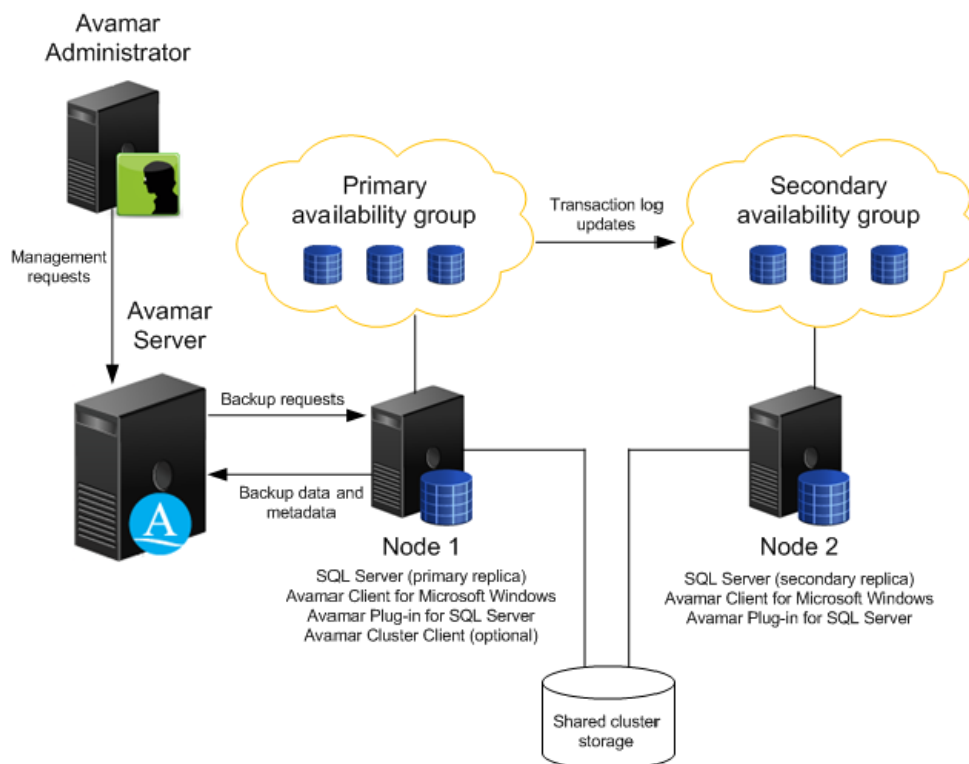 Avamar
Administrator
Management
requests
Avamar
Server
A
Primary
availability group
Transaction log
updates
Secondary
availability group
Backup requests
Backup data and
metadata
Node 1
SQL Server (primary replica)
Avamar Client for Microsoft Windows
Avamar Plug-in for SQL Server
Avamar Cluster Client (optional)
Node 2
SQL Server (secondary replica)
Avamar Client for Microsoft Windows
Avamar Plug-in for SQL Server
Shared cluster
storage